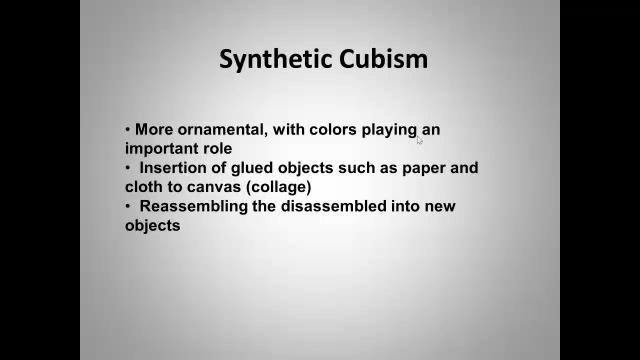 Synthetic Cubism
• More ornamental, with colors playing an
important role
• Insertion of glued objects such as paper and
cloth to canvas (collage)
• Reassembling the disassembled into new
objects